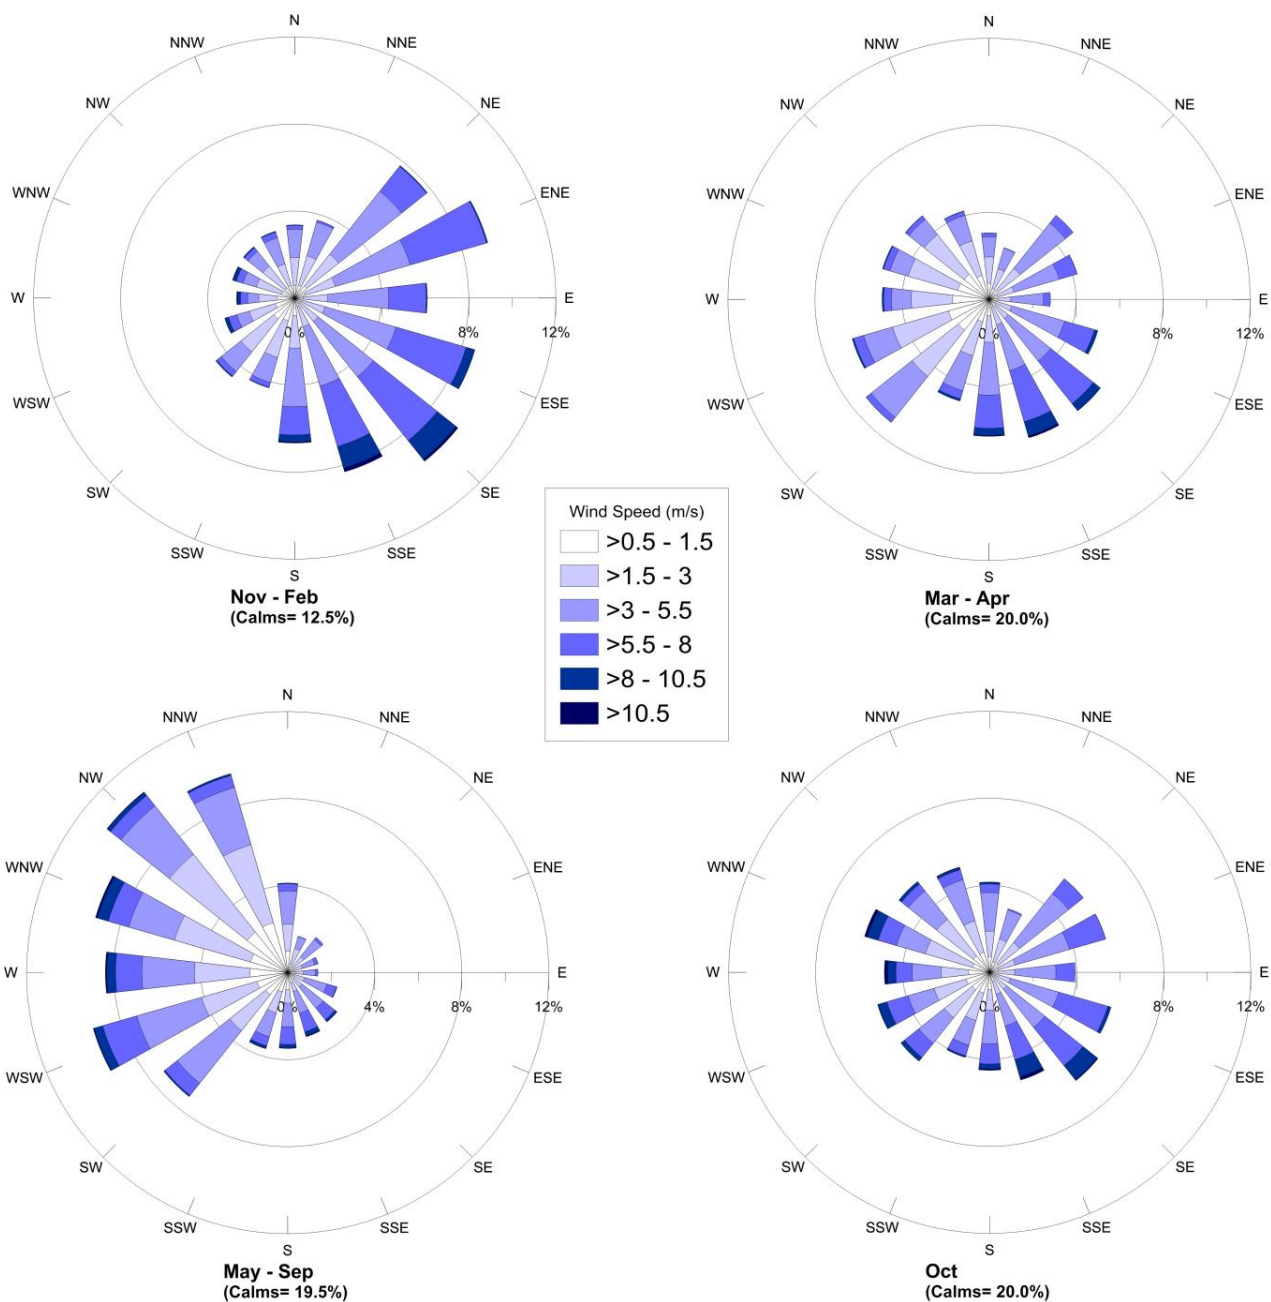 N
NNW NNE
NW NE
WNW ENE
W E
0% 8% 12%
WSW ESE
SW SE
SSW SSE
S
Nov - Feb
(Calms= 12.5%)
N
NNW NNE
NW NE
WNW ENE
W E
0% 8% 12%
WSW ESE
SW SE
SSW SSE
S
Mar - Apr
(Calms= 20.0%)
Wind Speed (m/s)
>0.5 - 1.5
>1.5 - 3
>3 - 5.5
>5.5 - 8
>8 - 10.5
>10.5
N
NNW NNE
NW NE
WNW ENE
W E
0% 4% 8% 12%
WSW ESE
SW SE
SSW SSE
S
May - Sep
(Calms= 19.5%)
N
NNW NNE
NW NE
WNW ENE
W E
0% 8% 12%
WSW ESE
SW SE
SSW SSE
S
Oct
(Calms= 20.0%)